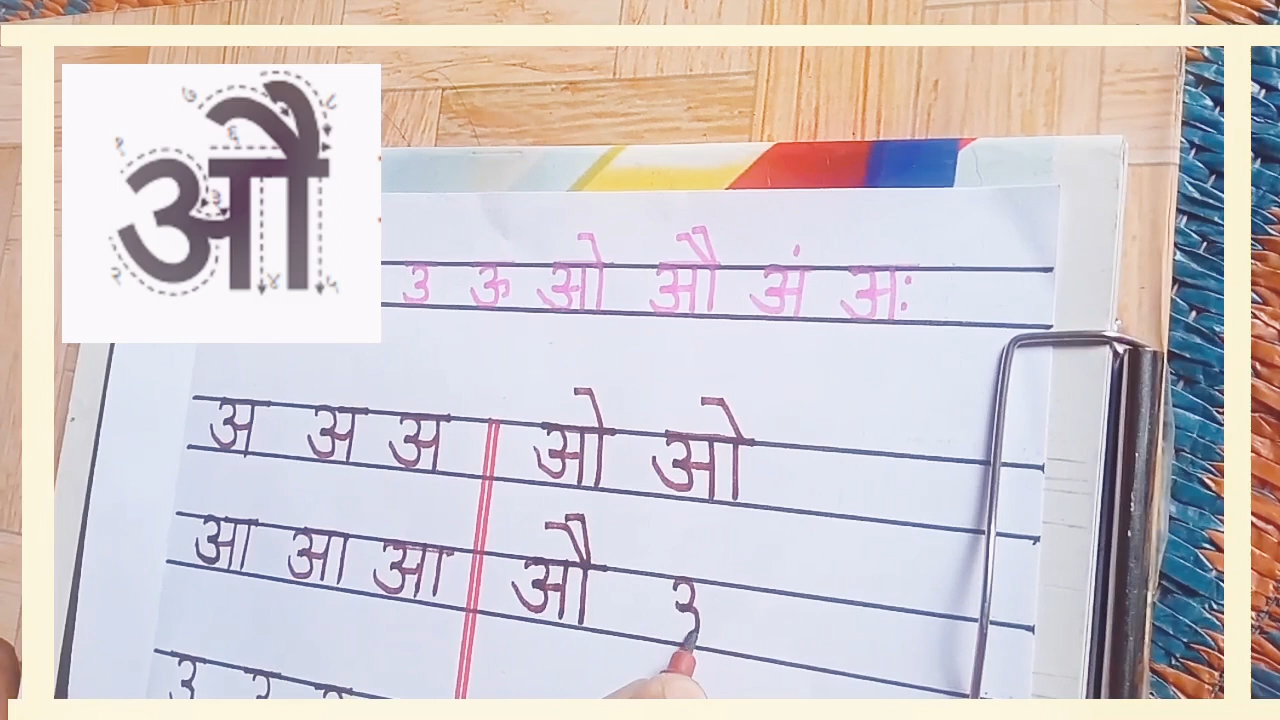 औ
उ ऊ ओ औ अं अः
अ अ अ ओ ओ
आ आ आ औ